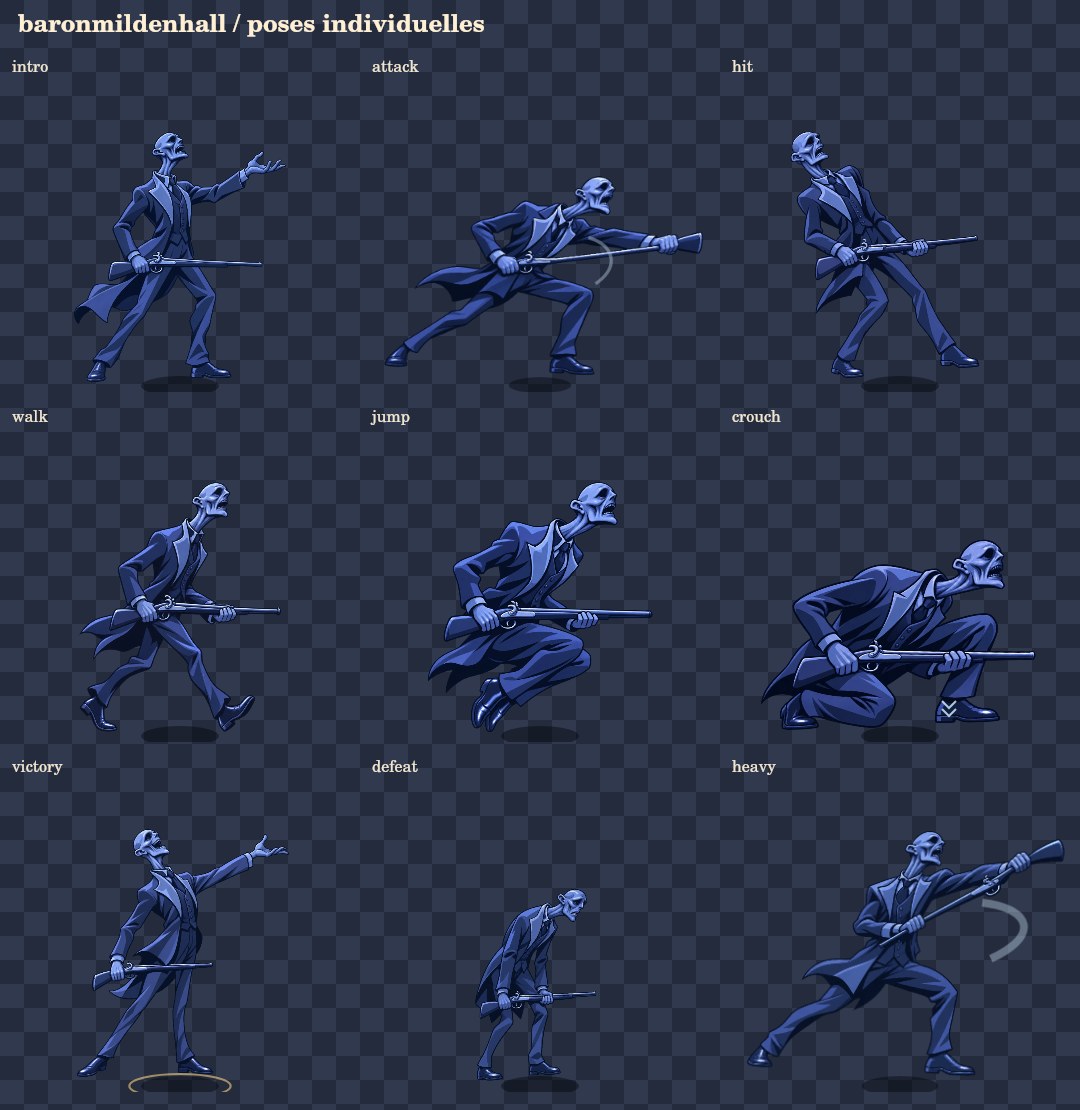 baronmildenhall / poses individuelles
intro
attack
hit
walk
jump
crouch
victory
defeat
heavy